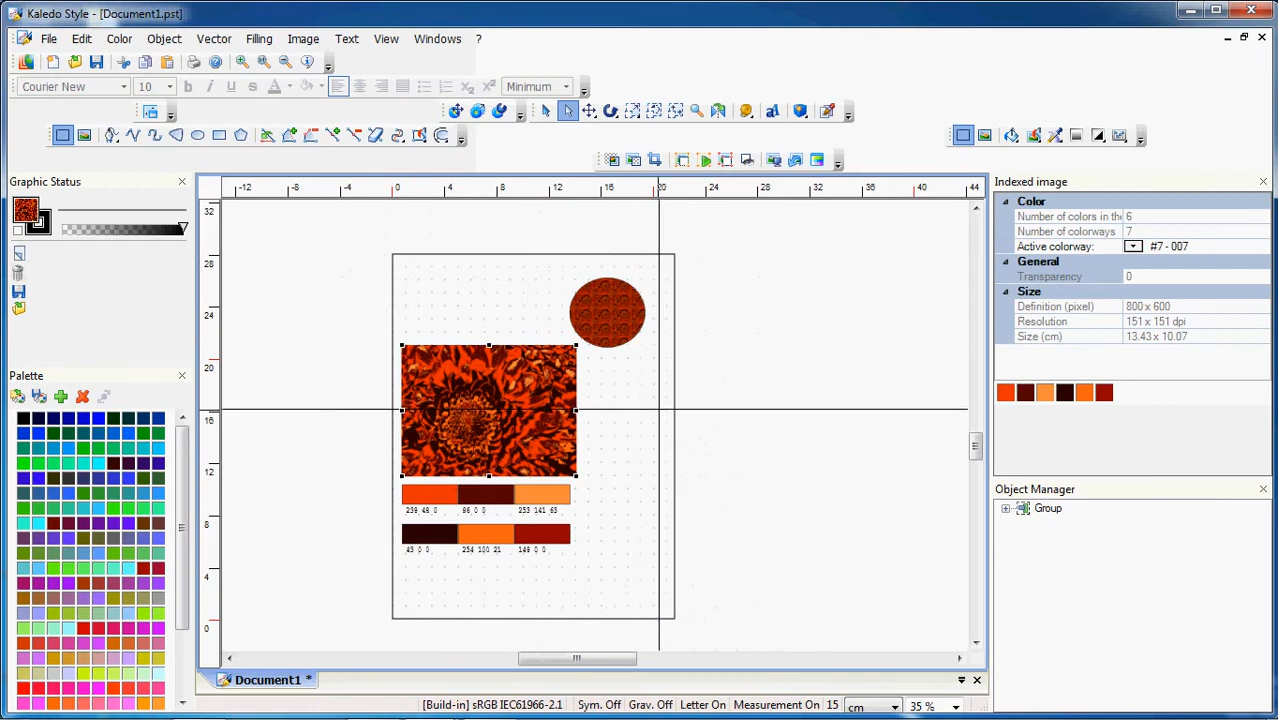 Kaledo Style - [Document1.pst]
File Edit Color Object Vector Filling Image Text View Windows ?
Courier New 10 b i U S Minimum
Graphic Status
Palette
-12 -8 -4 0 4 8 12 16 20 24 28 32 36 40 44
32
28
24
20
16
12
8
4
0
86 0 0 253 141 63
43 0 0 254 100 21 149 0 0
Document1 *
Indexed image
Color
Number of colors in the 6
Number of colorways 7
Active colorway: #7 - 007
General
Transparency 0
Size
Definition (pixel) 800 x 600
Resolution 151 x 151 dpi
Size (cm) 13.43 x 10.07
Object Manager
Group
[Build-in] sRGB IEC61966-2.1 Sym. Off Grav. Off Letter On Measurement On 15 cm 35 %